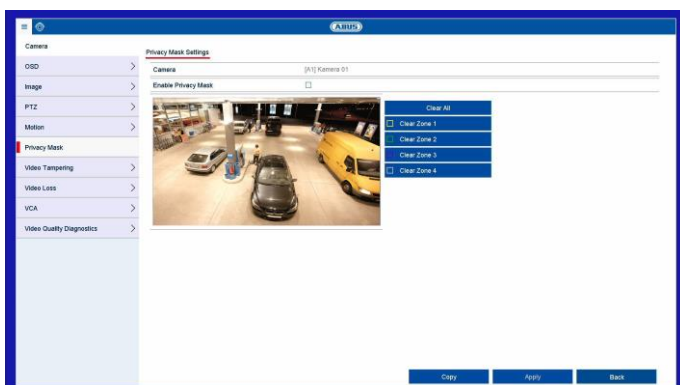 ABUS
Camera
OSD
Image
PTZ
Motion
Privacy Mask
Video Tampering
Video Loss
VCA
Video Quality Diagnostics
Privacy Mask Settings
Camera
[A1] Kamera 01
Enable Privacy Mask
Clear All
Clear Zone 1
Clear Zone 2
Clear Zone 3
Clear Zone 4
Copy
Apply
Back